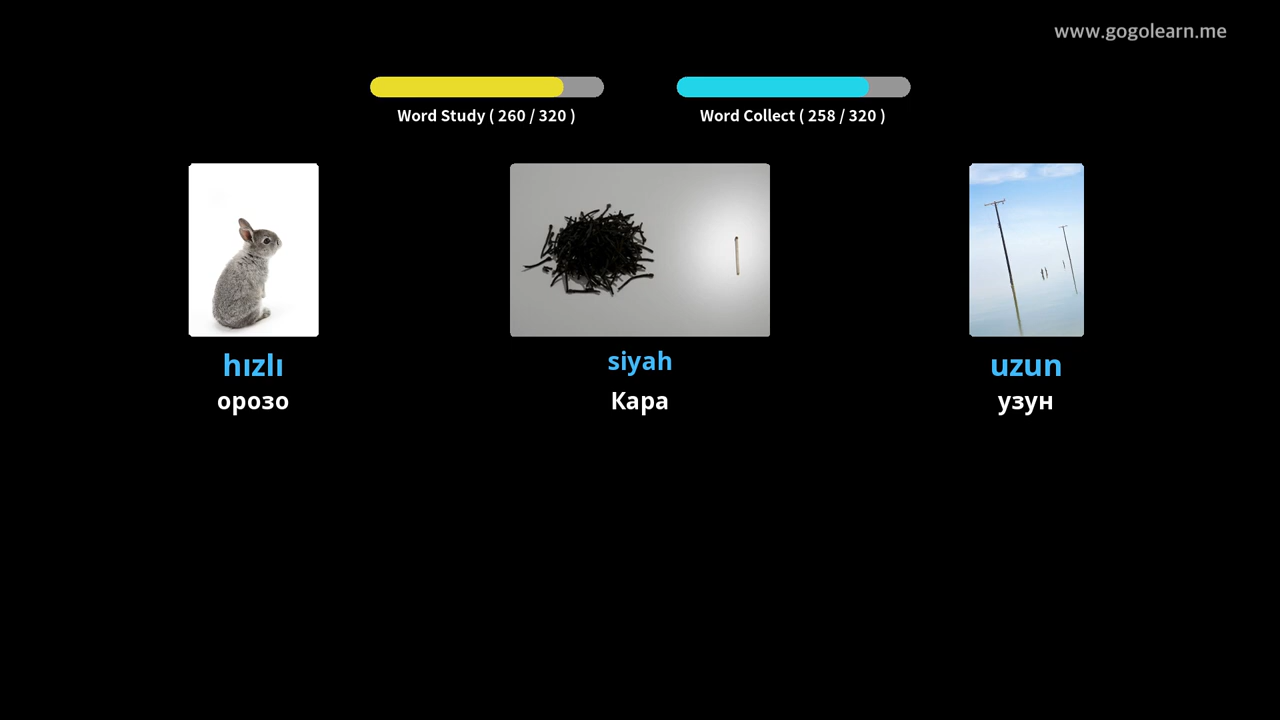 www.gogolearn.me
Word Study ( 260 / 320 )
Word Collect ( 258 / 320 )
hızlı
орозо
siyah
Кара
uzun
узун